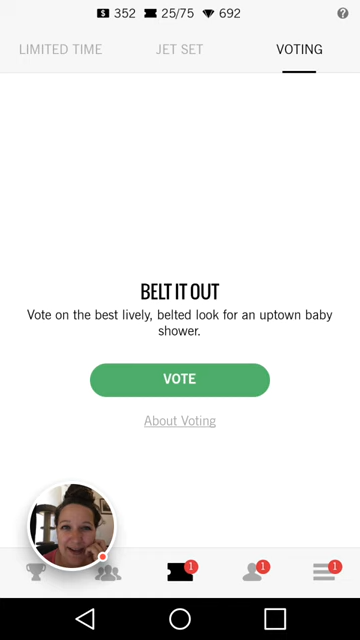 352 25/75 692
LIMITED TIME JET SET VOTING
BELT IT OUT
Vote on the best lively, belted look for an uptown baby
shower.
VOTE
About Voting
1 1 1